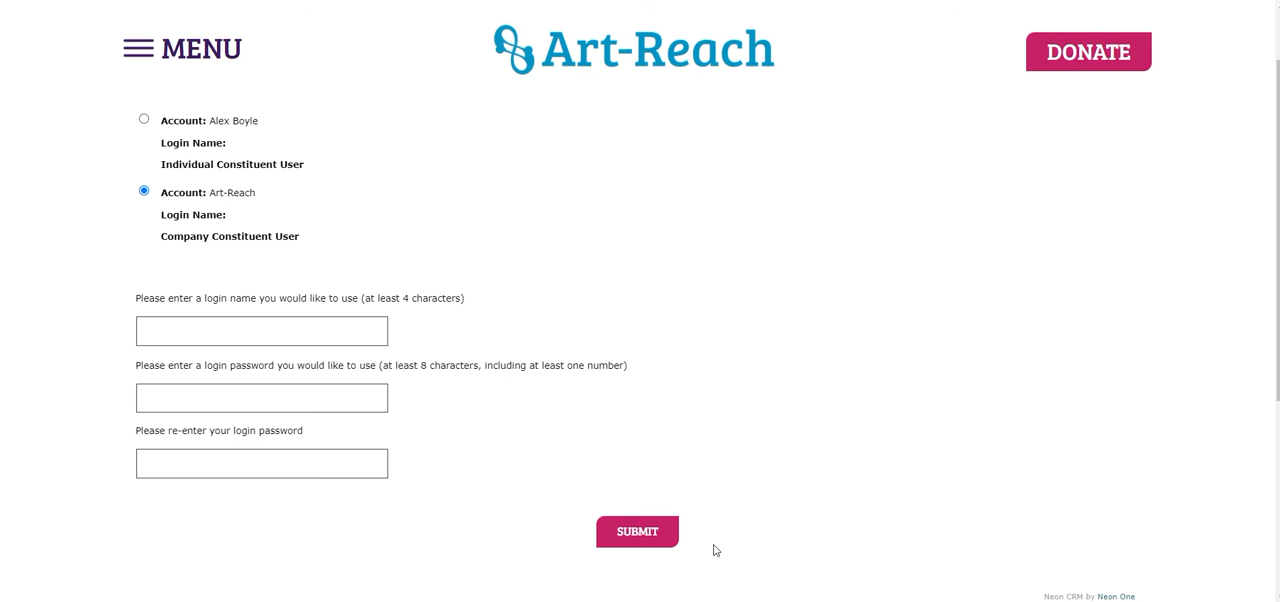 MENU
Art-Reach
DONATE
Account: Alex Boyle
Login Name:
Individual Constituent User
Account: Art-Reach
Login Name:
Company Constituent User
Please enter a login name you would like to use (at least 4 characters)
Please enter a login password you would like to use (at least 8 characters, including at least one number)
Please re-enter your login password
SUBMIT
Neon CRM by Neon One